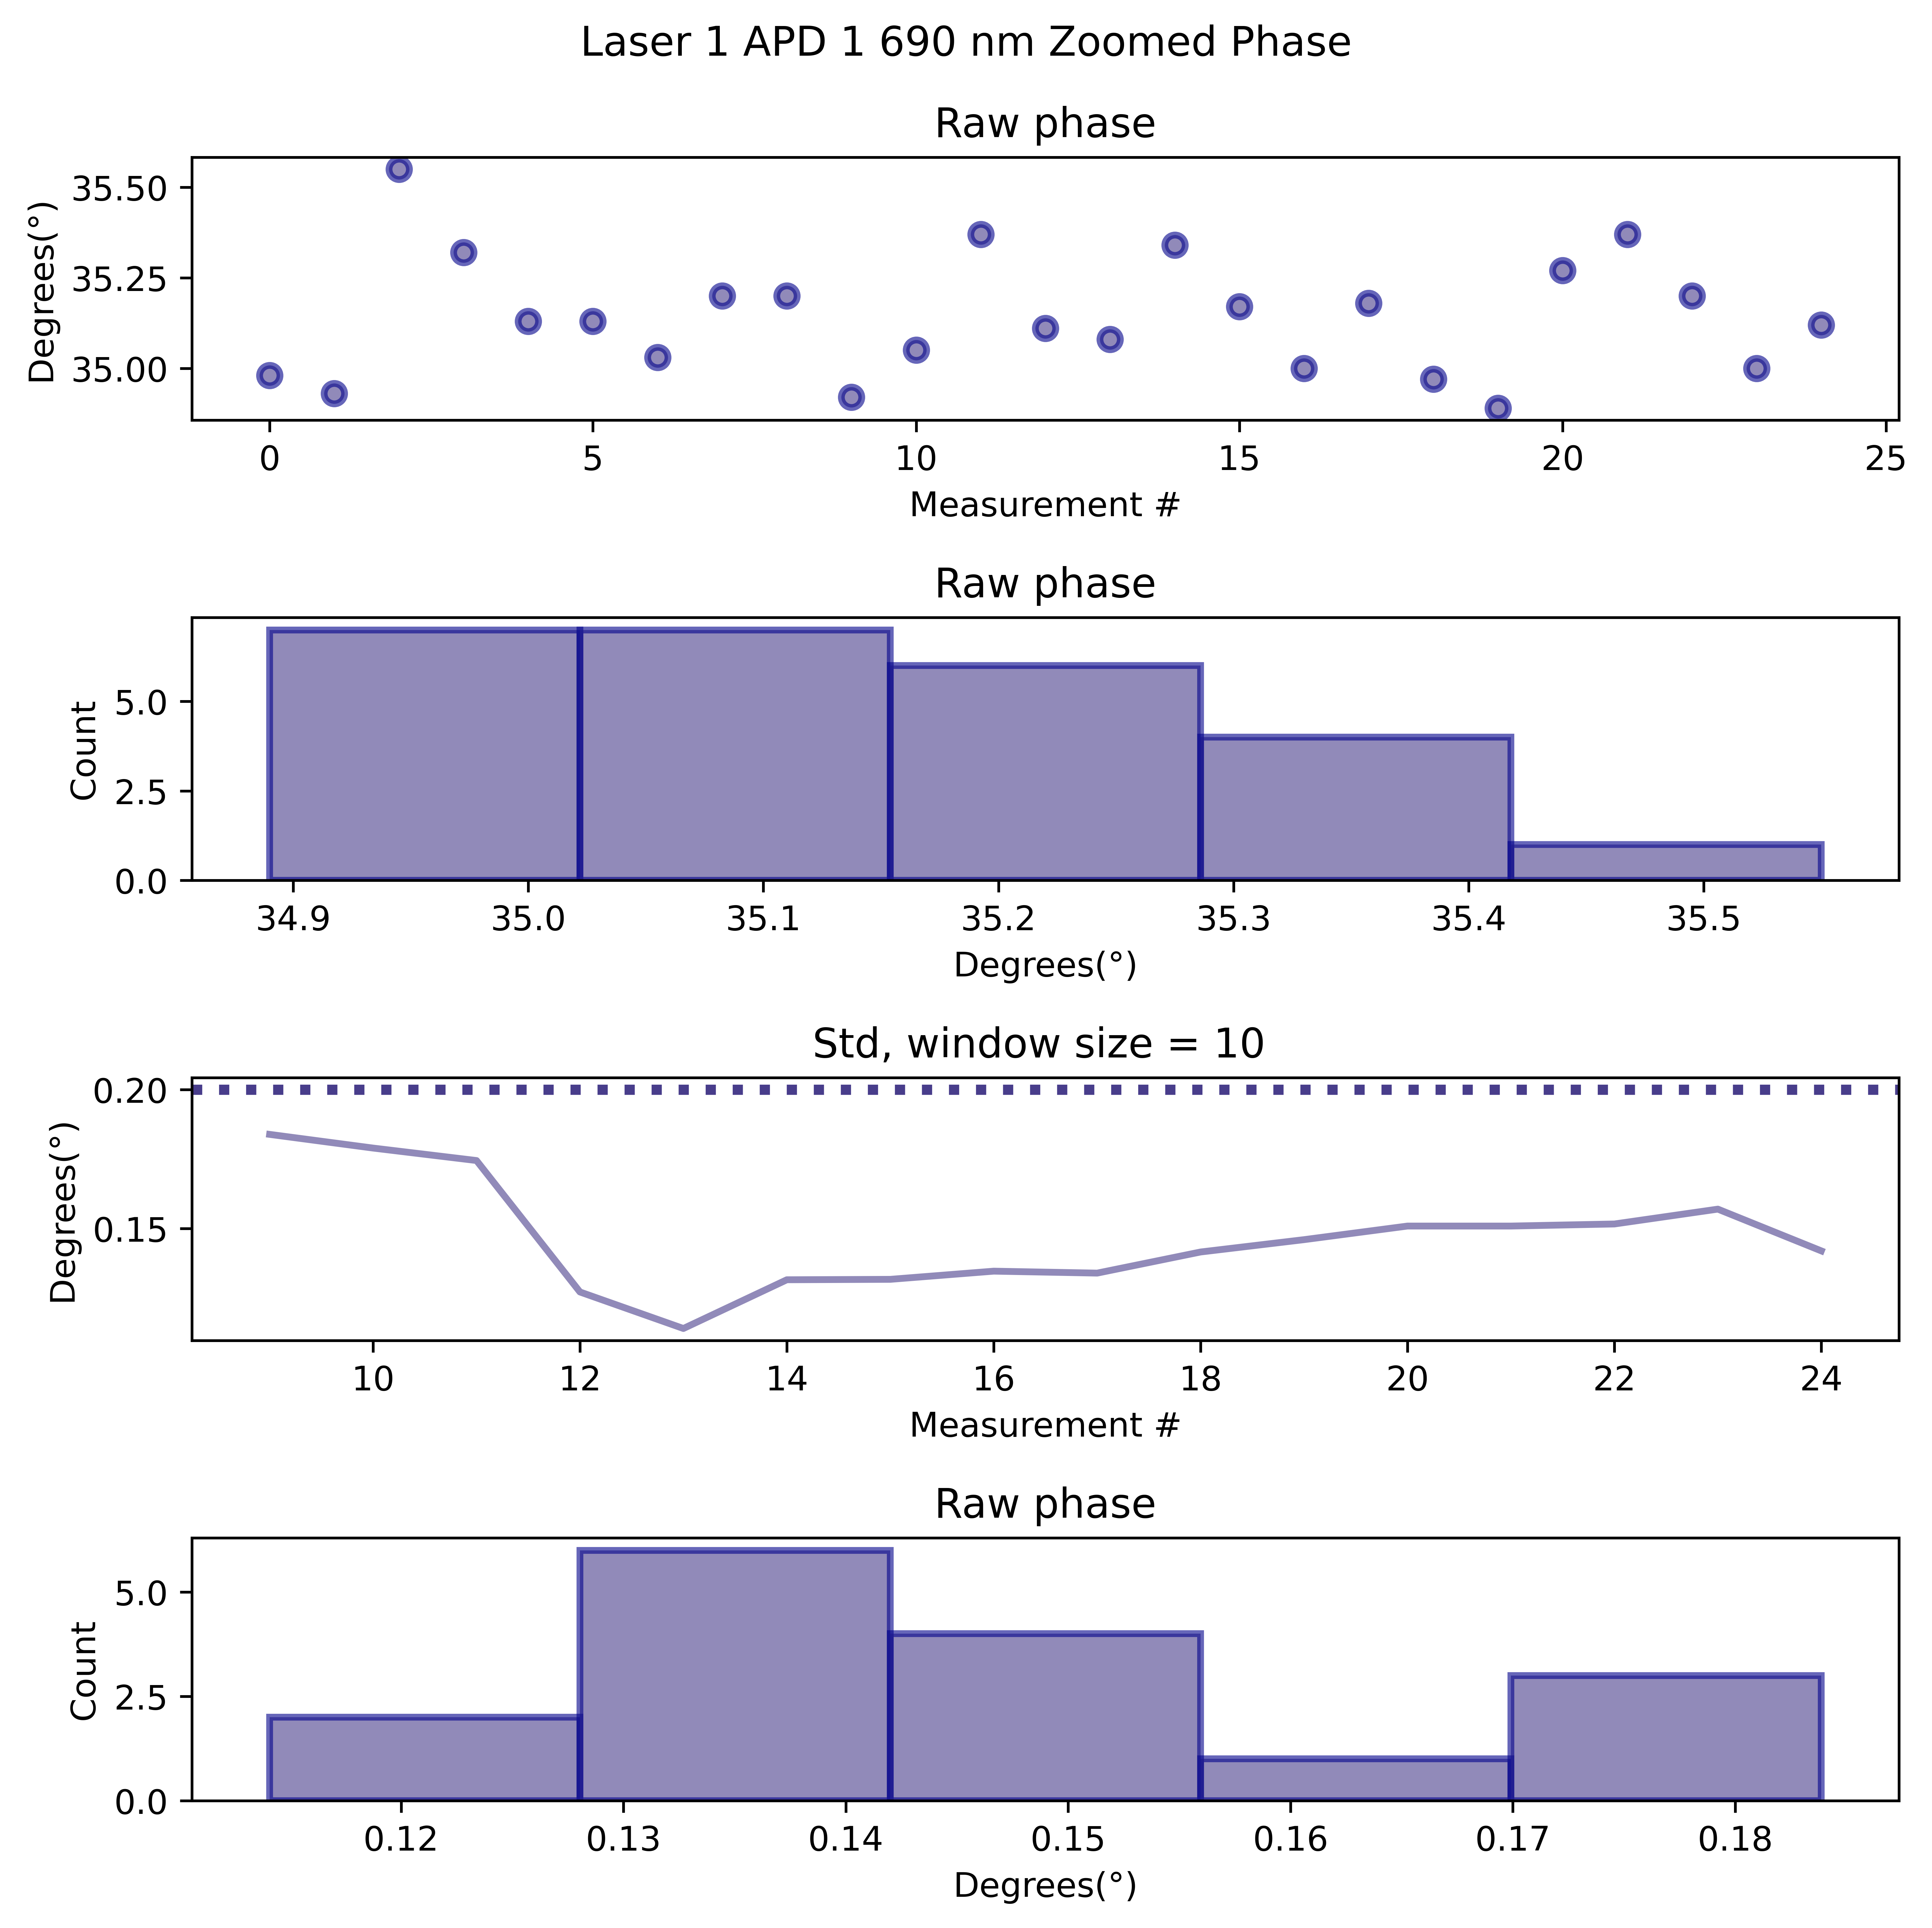 Laser 1 APD 1 690 nm Zoomed Phase
Raw phase
Degrees(°)
35.50
35.25
35.00
0 5 10 15 20 25
Measurement #
Raw phase
Count
5.0
2.5
0.0
34.9 35.0 35.1 35.2 35.3 35.4 35.5
Degrees(°)
Std, window size = 10
Degrees(°)
0.20
0.15
10 12 14 16 18 20 22 24
Measurement #
Raw phase
Count
5.0
2.5
0.0
0.12 0.13 0.14 0.15 0.16 0.17 0.18
Degrees(°)